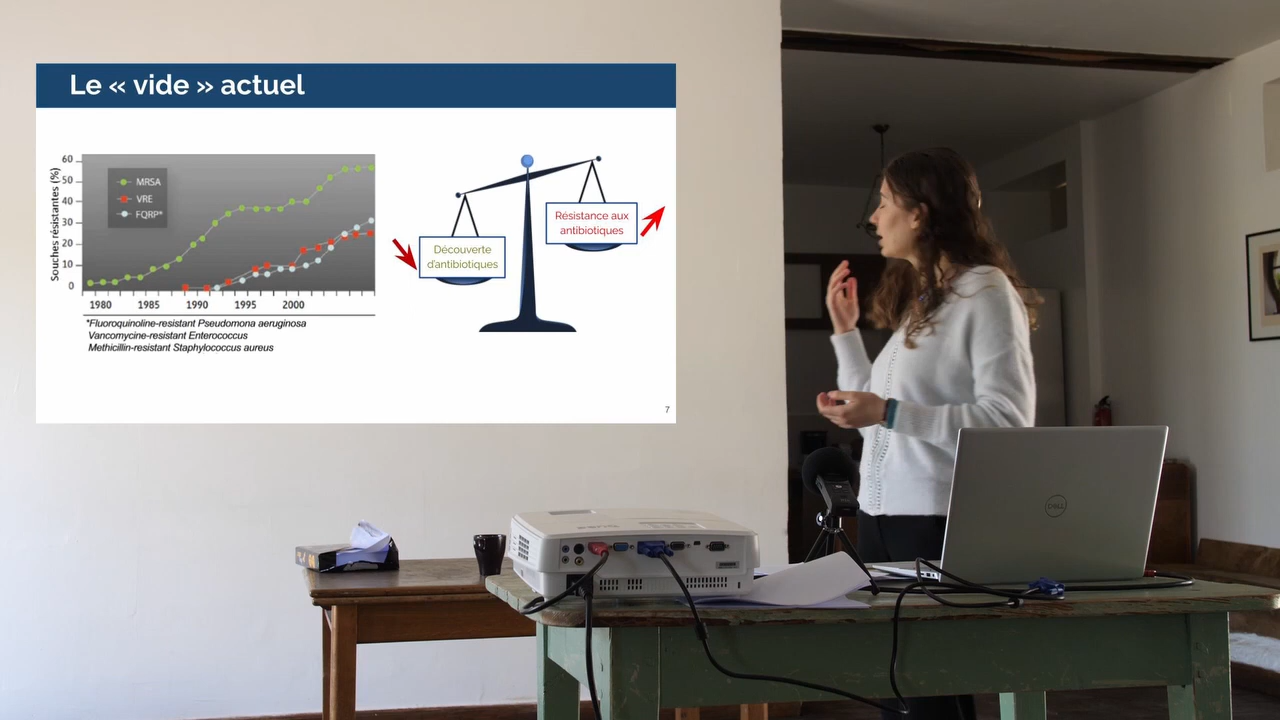 Le « vide » actuel
Souches résistantes (%)
60
50
40
30
20
10
0
MRSA
VRE
FQRP*
1980 1985 1990 1995 2000
*Fluoroquinoline-resistant Pseudomona aeruginosa
Vancomycine-resistant Enterococcus
Methicillin-resistant Staphylococcus aureus
Découverte
d'antibiotiques
Résistance aux
antibiotiques
7
DELL